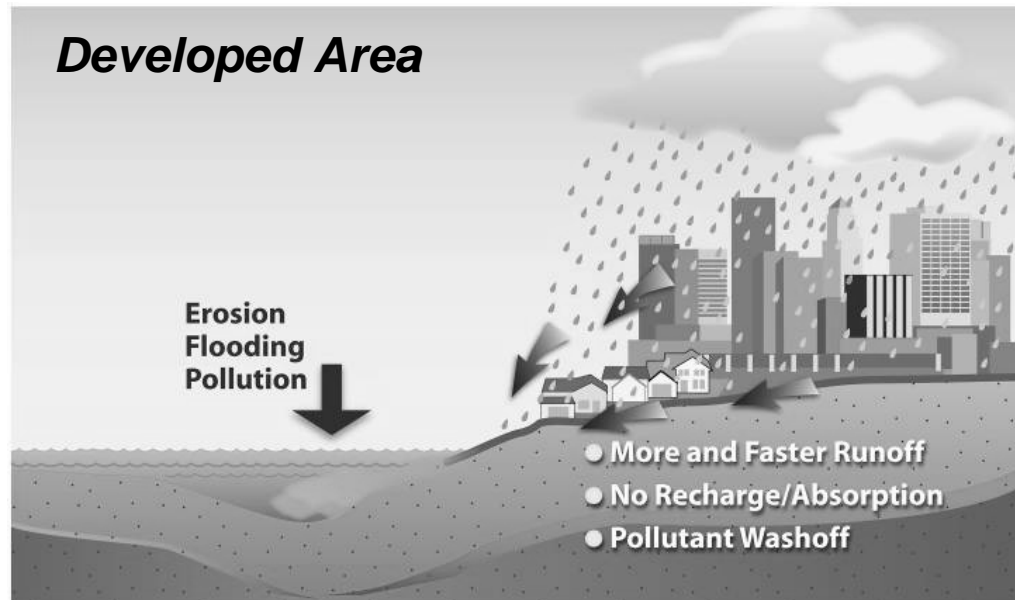 Developed Area
Erosion
Flooding
Pollution
More and Faster Runoff
No Recharge/Absorption
Pollutant Washoff